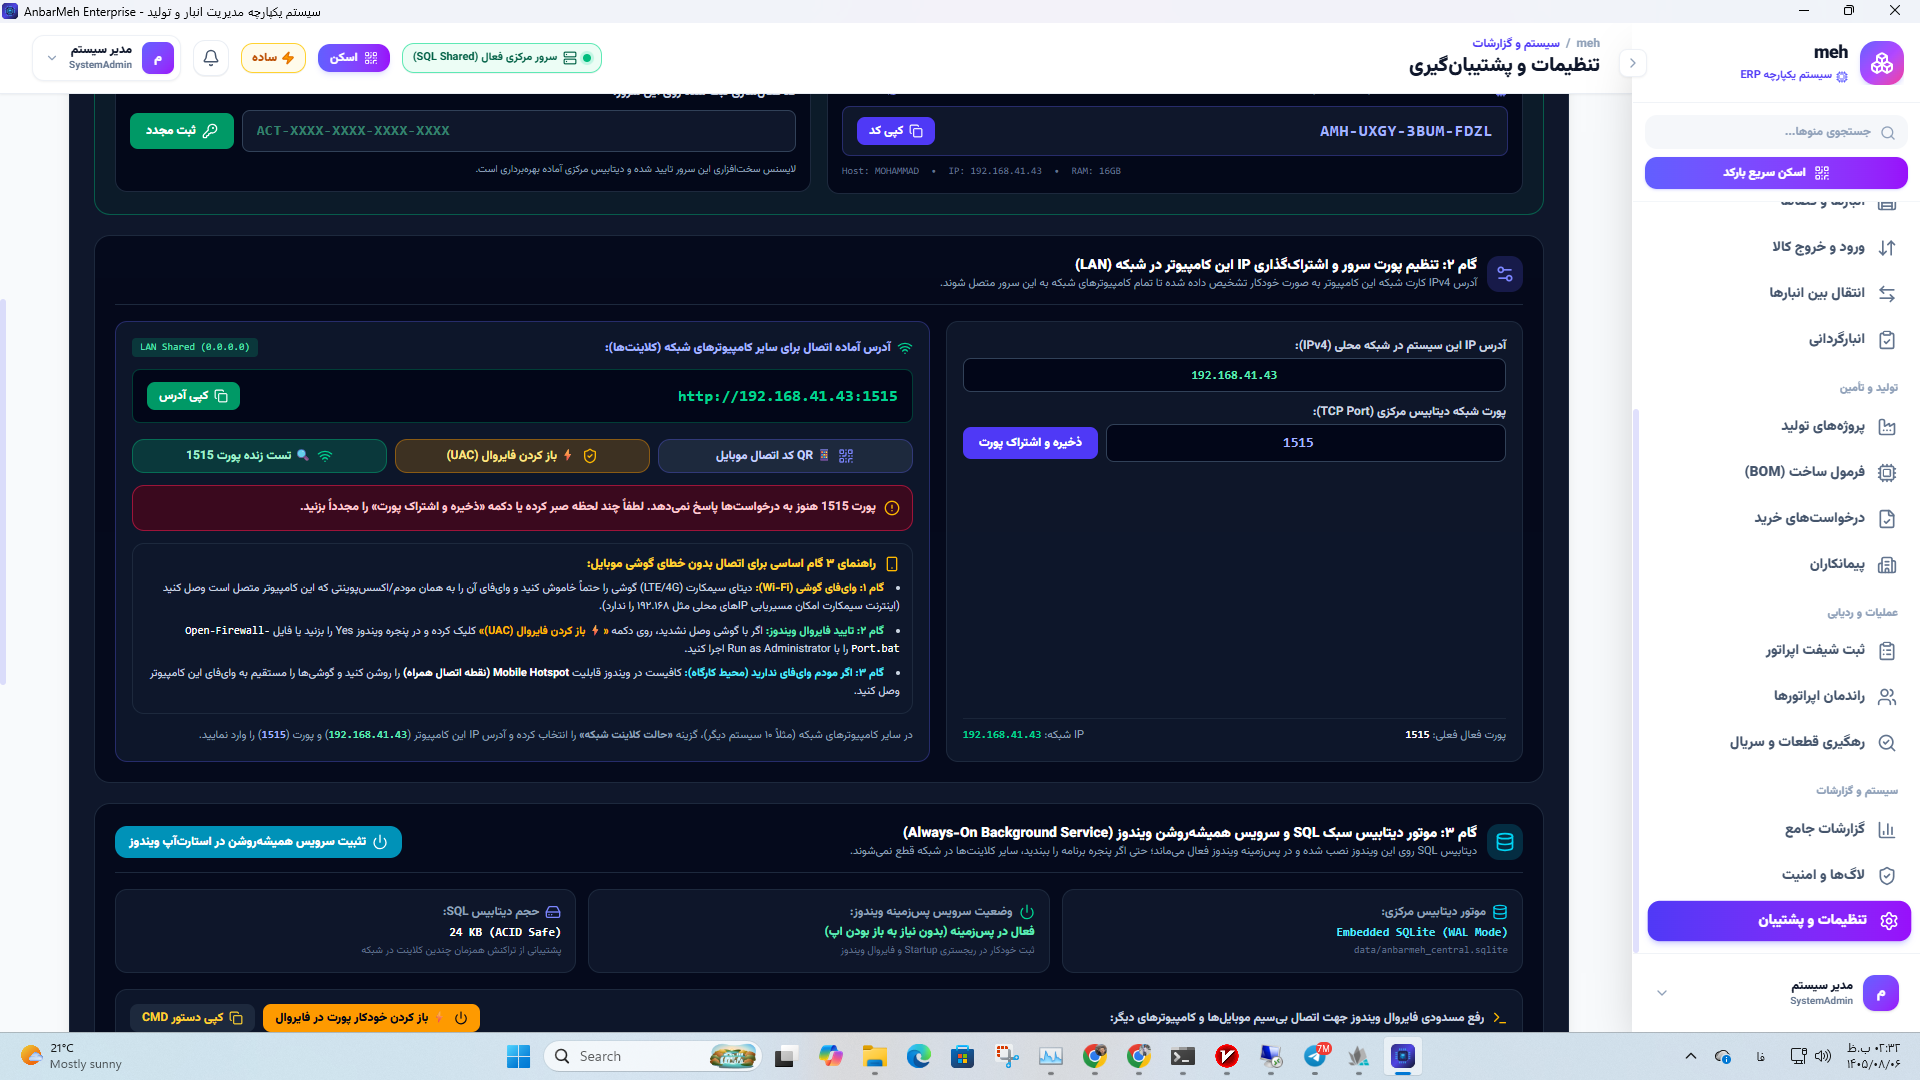 سیستم یکپارچه مدیریت انبار و تولید - AnbarMeh Enterprise
meh
سیستم یکپارچه ERP
meh / سیستم و گزارشات
تنظیمات و پشتیبان‌گیری
سرور مرکزی فعال (SQL Shared)
اسکن
ساده
م
مدیر سیستم
SystemAdmin
جستجوی منوها...
اسکن سریع بارکد
ورود و خروج کالا
انتقال بین انبارها
انبارگردانی
تولید و تأمین
پروژه‌های تولید
فرمول ساخت (BOM)
درخواست‌های خرید
پیمانکاران
عملیات و ردیابی
ثبت شیفت اپراتور
راندمان اپراتورها
رهگیری قطعات و سریال
سیستم و گزارشات
گزارشات جامع
لاگ‌ها و امنیت
تنظیمات و پشتیبان
م
مدیر سیستم
SystemAdmin
AMH-UXGY-3BUM-FDZL
کپی کد
Host: MOHAMMAD • IP: 192.168.41.43 • RAM: 16GB
ACT-XXXX-XXXX-XXXX-XXXX
ثبت مجدد
لایسنس سخت‌افزاری این سرور تایید شده و دیتابیس مرکزی آماده بهره‌برداری است.
گام ۲: تنظیم پورت سرور و اشتراک‌گذاری IP این کامپیوتر در شبکه (LAN)
آدرس IPv4 کارت شبکه این کامپیوتر به صورت خودکار تشخیص داده شده تا تمام کامپیوترهای شبکه به این سرور متصل شوند.
آدرس IP این سیستم در شبکه محلی (IPv4):
192.168.41.43
پورت شبکه دیتابیس مرکزی (TCP Port):
1515
ذخیره و اشتراک پورت
پورت فعال فعلی: 1515
IP شبکه: 192.168.41.43
آدرس آماده اتصال برای سایر کامپیوترهای شبکه (کلاینت‌ها):
LAN Shared (0.0.0.0)
http://192.168.41.43:1515
کپی آدرس
QR کد اتصال موبایل
باز کردن فایروال (UAC)
تست زنده پورت 1515
پورت 1515 هنوز به درخواست‌ها پاسخ نمی‌دهد. لطفاً چند لحظه صبر کرده یا دکمه «ذخیره و اشتراک پورت» را مجدداً بزنید.
راهنمای ۳ گام اساسی برای اتصال بدون خطای گوشی موبایل:
• گام ۱: وای‌فای گوشی (Wi-Fi): دیتای سیمکارت (LTE/4G) گوشی را حتماً خاموش کنید و وای‌فای آن را به همان مودم/اکسس‌پوینتی که این کامپیوتر متصل است وصل کنید
(اینترنت سیمکارت امکان مسیریابی IPهای محلی مثل ۱۹۲.۱۶۸ را ندارد).
• گام ۲: تایید فایروال ویندوز: اگر با گوشی وصل نشدید، روی دکمه «⚡ باز کردن فایروال (UAC)» کلیک کرده و در پنجره ویندوز Yes را بزنید یا فایل Open-Firewall-
Port.bat را با Run as Administrator اجرا کنید.
• گام ۳: اگر مودم وای‌فای ندارید (محیط کارگاه): کافیست در ویندوز قابلیت Mobile Hotspot (نقطه اتصال همراه) را روشن کنید و گوشی‌ها را مستقیم به وای‌فای این کامپیوتر
وصل کنید.
در سایر کامپیوترهای شبکه (مثلاً ۱۰ سیستم دیگر)، گزینه «حالت کلاینت شبکه» را انتخاب کرده و آدرس IP این کامپیوتر (192.168.41.43) و پورت (1515) را وارد نمایید.
گام ۳: موتور دیتابیس سبک SQL و سرویس همیشه‌روشن ویندوز (Always-On Background Service)
دیتابیس SQL روی این ویندوز نصب شده و در پس‌زمینه ویندوز فعال می‌ماند؛ حتی اگر پنجره برنامه را ببندید، سایر کلاینت‌ها در شبکه قطع نمی‌شوند.
تثبیت سرویس همیشه‌روشن در استارت‌آپ ویندوز
موتور دیتابیس مرکزی:
Embedded SQLite (WAL Mode)
data/anbarmeh_central.sqlite
وضعیت سرویس پس‌زمینه ویندوز:
فعال در پس‌زمینه (بدون نیاز به باز بودن اپ)
ثبت خودکار در ریجستری Startup و فایروال ویندوز
حجم دیتابیس SQL:
24 KB (ACID Safe)
پشتیبانی از تراکنش همزمان چندین کلاینت در شبکه
رفع مسدودی فایروال ویندوز جهت اتصال بی‌سیم موبایل‌ها و کامپیوترهای دیگر:
باز کردن خودکار پورت در فایروال
کپی دستور CMD
21°C
Mostly sunny
Search
7M
فا
۰۲:۳۲ ب.ظ
۱۴۰۵/۰۸/۰۶